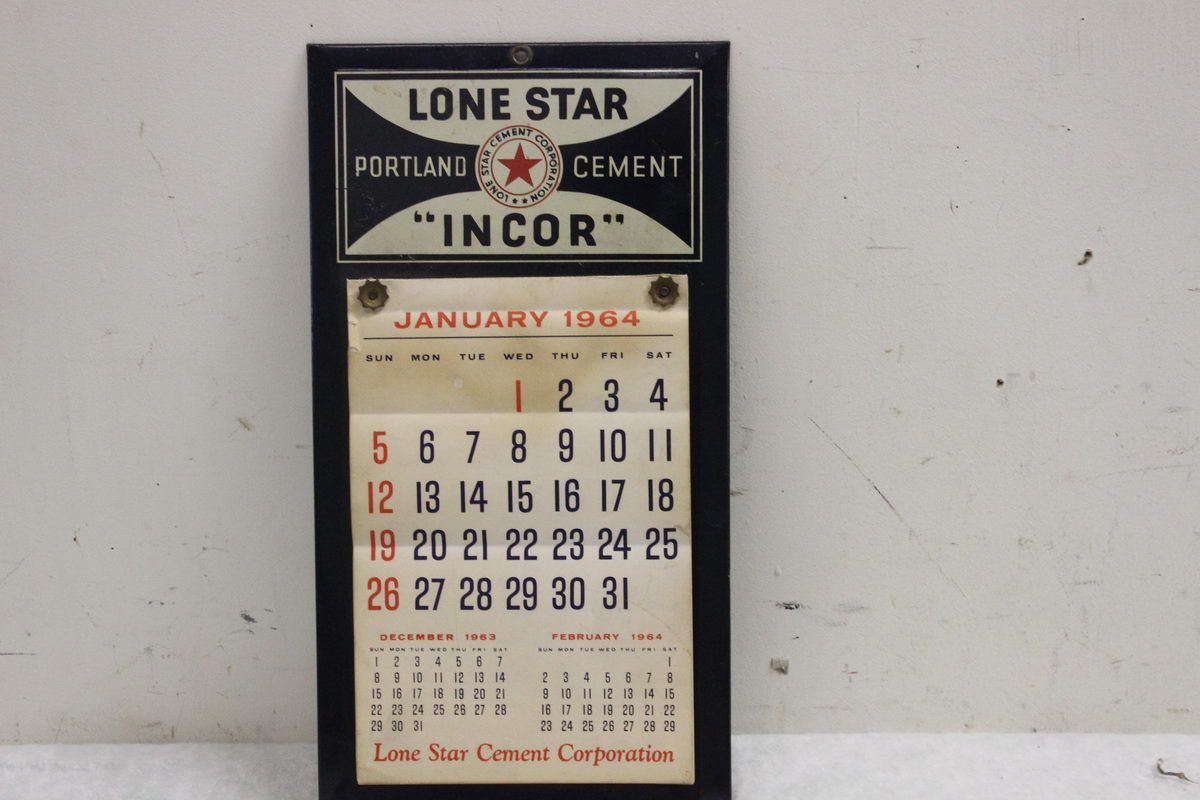 LONE STAR
PORTLAND CEMENT
LONE STAR CEMENT CORPORATION
"INCOR"
JANUARY 1964
SUN MON TUE WED THU FRI SAT
1 2 3 4
5 6 7 8 9 10 11
12 13 14 15 16 17 18
19 20 21 22 23 24 25
26 27 28 29 30 31
DECEMBER 1963
SUN MON TUE WED THU FRI SAT
1 2 3 4 5 6 7
8 9 10 11 12 13 14
15 16 17 18 19 20 21
22 23 24 25 26 27 28
29 30 31
FEBRUARY 1964
SUN MON TUE WED THU FRI SAT
1
2 3 4 5 6 7 8
9 10 11 12 13 14 15
16 17 18 19 20 21 22
23 24 25 26 27 28 29
Lone Star Cement Corporation